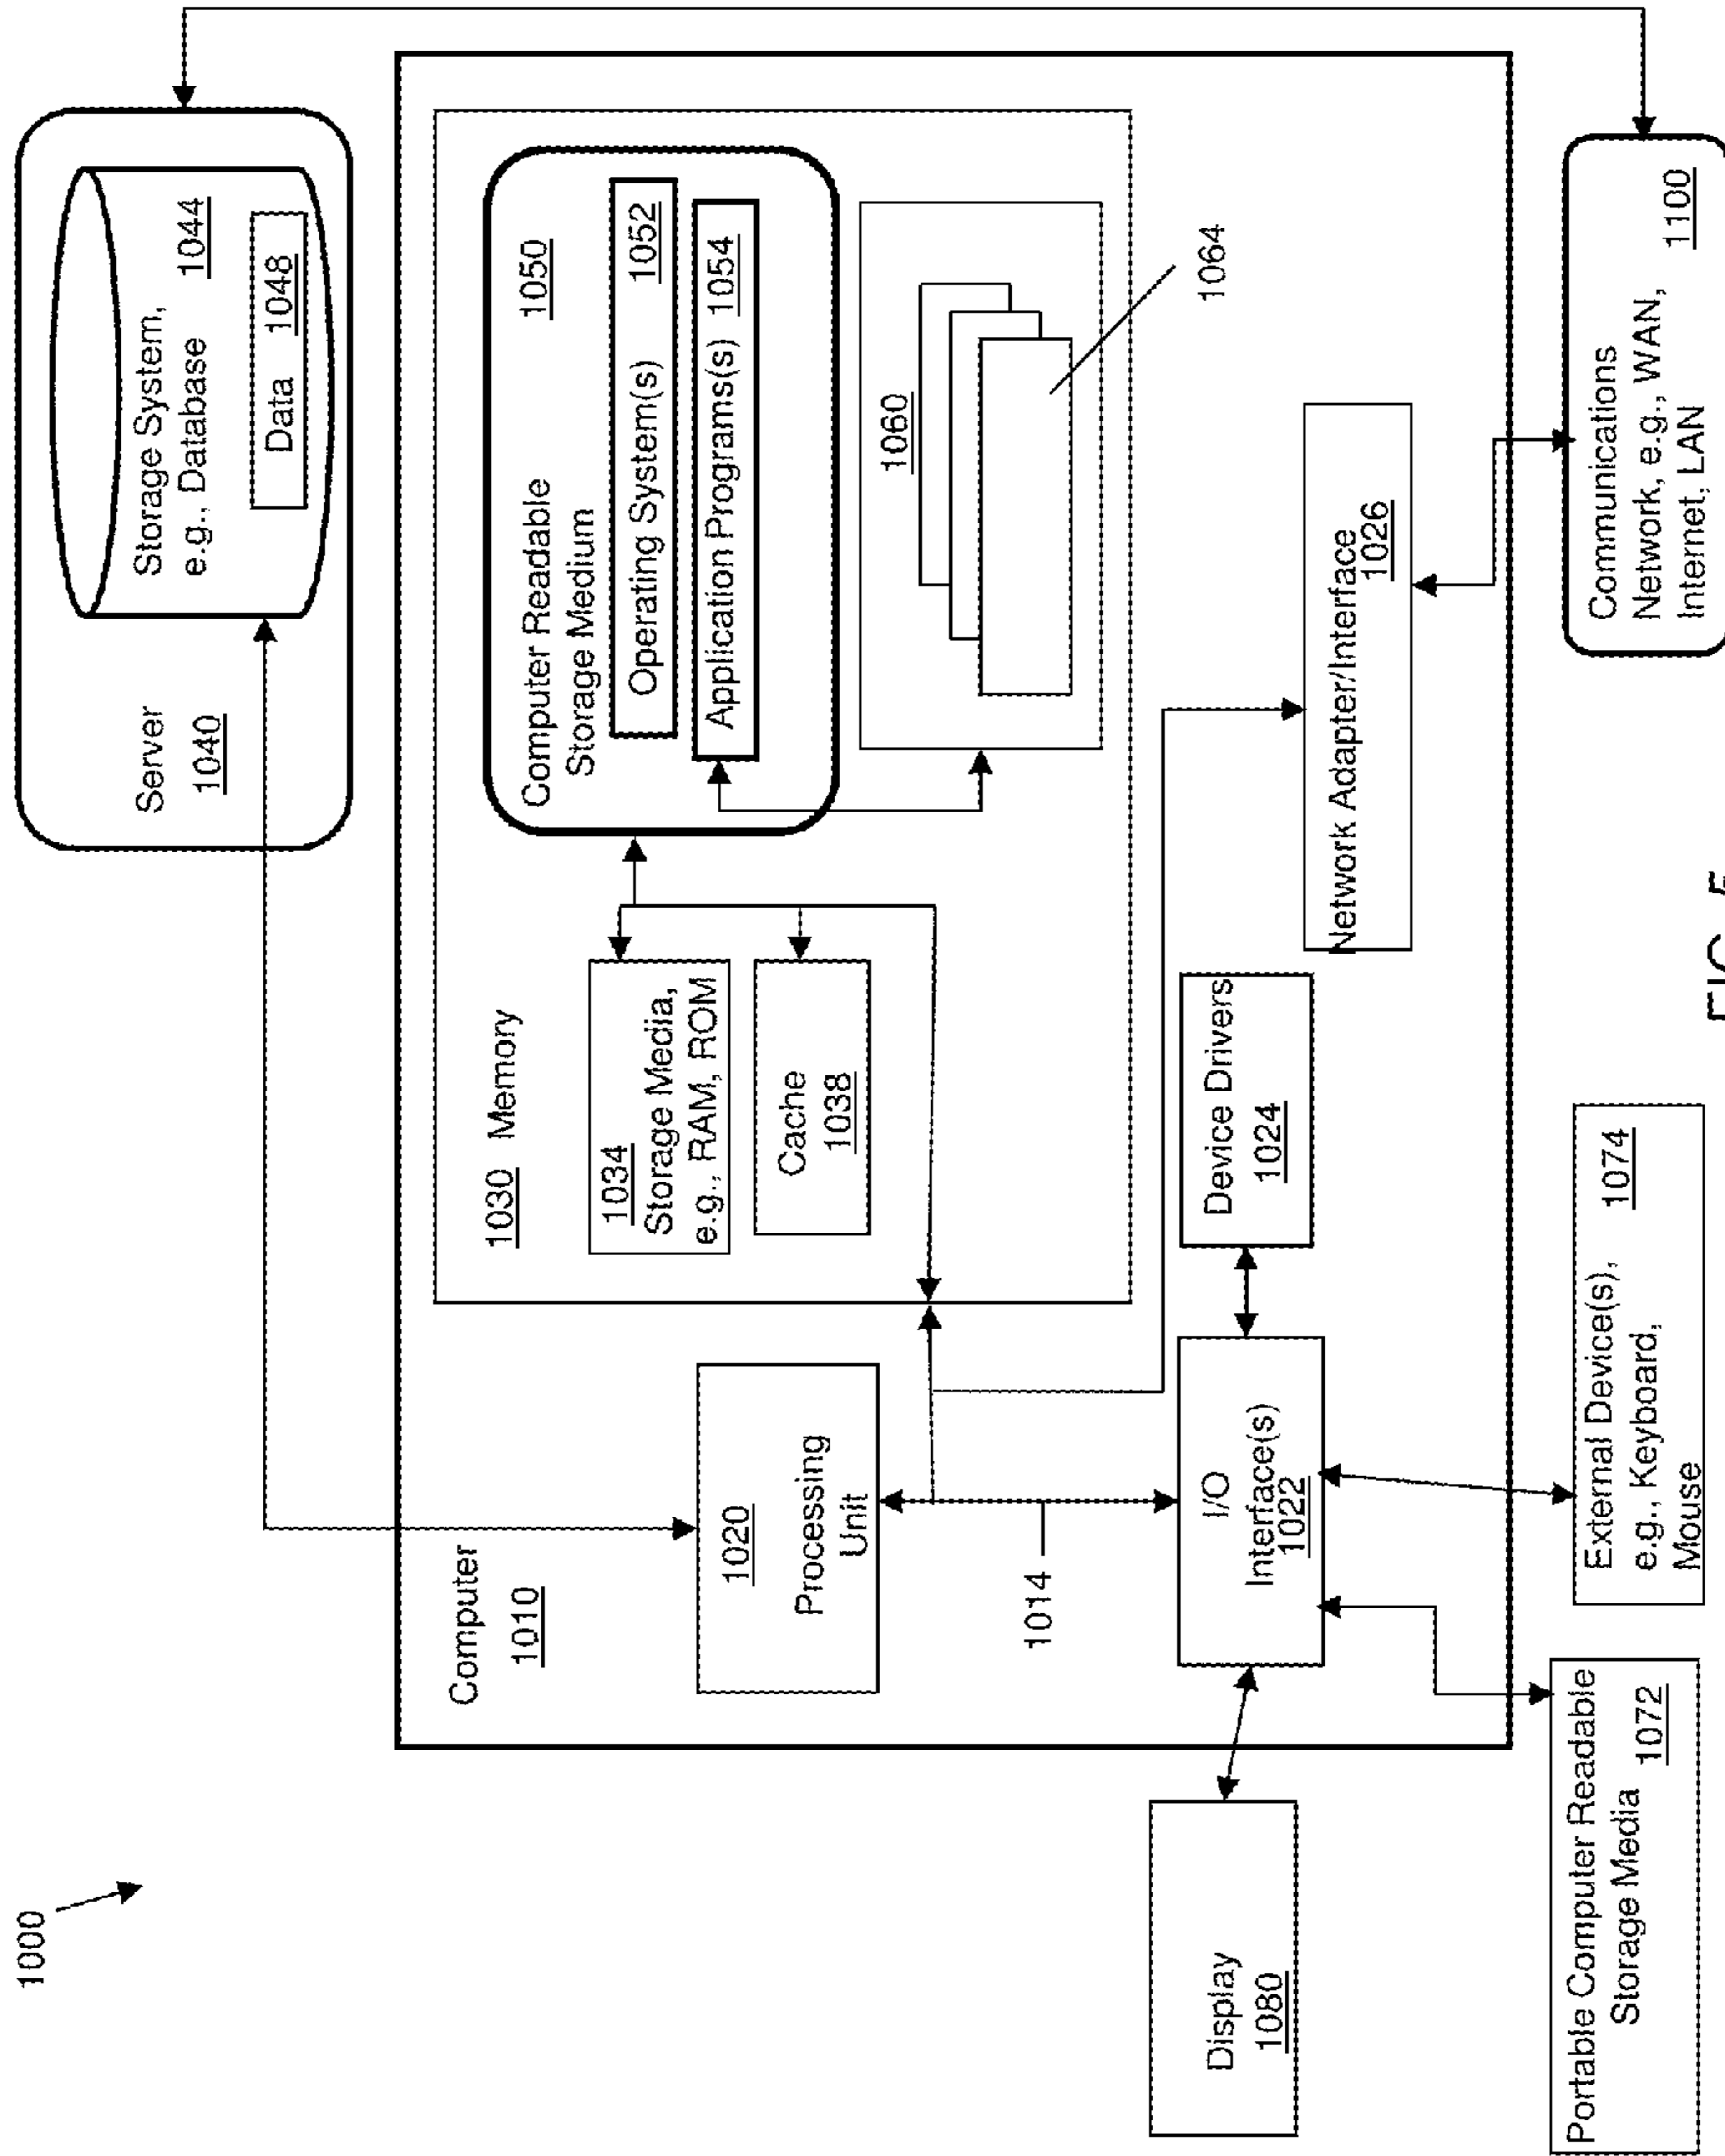 1000
Server
1040
Storage System,
e.g., Database
1044
Data
1048
Computer
1010
1020
Processing
Unit
1030 Memory
1034
Storage Media,
e.g., RAM, ROM
Cache
1038
Computer Readable
Storage Medium
1050
Operating System(s)
1052
Application Programs(s)
1054
1060
1064
1014
I/O
Interface(s)
1022
Device Drivers
1024
Network Adapter/Interface
1026
Display
1080
Portable Computer Readable
Storage Media
1072
External Device(s),
e.g., Keyboard,
Mouse
1074
Communications
Network, e.g., WAN,
Internet, LAN
1100
FIG.